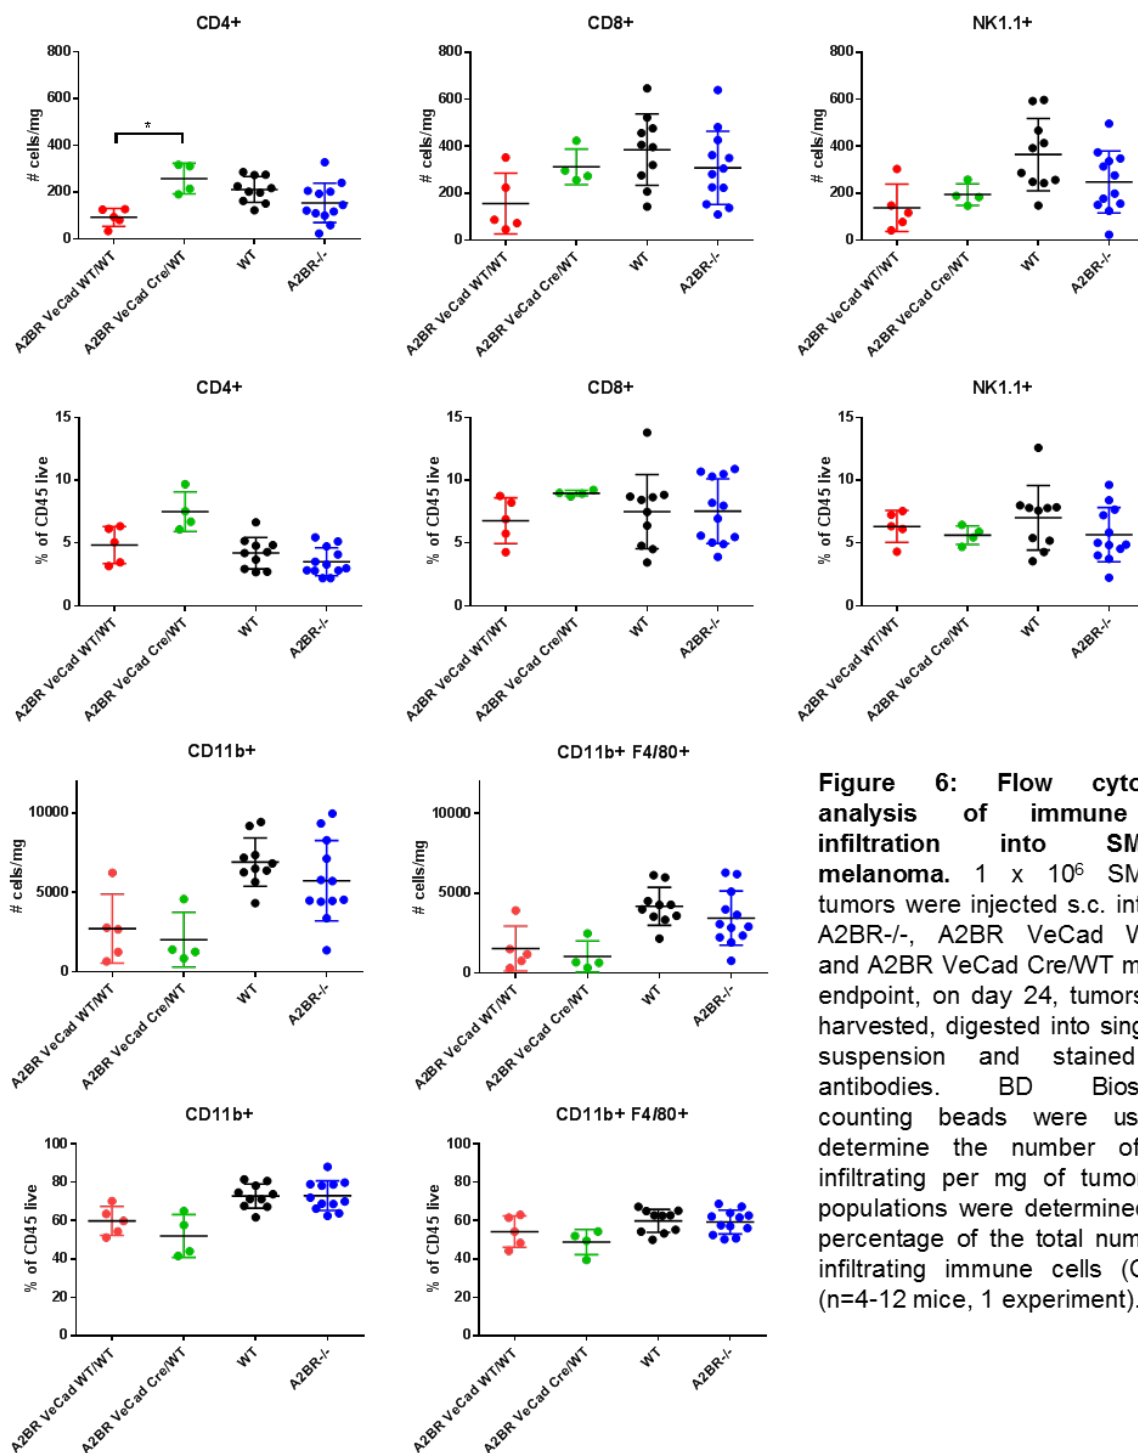 CD4+
# cells/mg
800
600
400
200
0
*
A2BR VeCad WT/WT
A2BR VeCad Cre/WT
WT
A2BR-/-
CD8+
# cells/mg
800
600
400
200
0
A2BR VeCad WT/WT
A2BR VeCad Cre/WT
WT
A2BR-/-
NK1.1+
# cells/mg
800
600
400
200
0
A2BR VeCad WT/WT
A2BR VeCad Cre/WT
WT
A2BR-/-
CD4+
% of CD45 live
15
10
5
0
A2BR VeCad WT/WT
A2BR VeCad Cre/WT
WT
A2BR-/-
CD8+
% of CD45 live
15
10
5
0
A2BR VeCad WT/WT
A2BR VeCad Cre/WT
WT
A2BR-/-
NK1.1+
% of CD45 live
15
10
5
0
A2BR VeCad WT/WT
A2BR VeCad Cre/WT
WT
A2BR-/-
CD11b+
# cells/mg
10000
5000
0
A2BR VeCad WT/WT
A2BR VeCad Cre/WT
WT
A2BR-/-
CD11b+ F4/80+
# cells/mg
10000
5000
0
A2BR VeCad WT/WT
A2BR VeCad Cre/WT
WT
A2BR-/-
CD11b+
% of CD45 live
100
80
60
40
20
0
A2BR VeCad WT/WT
A2BR VeCad Cre/WT
WT
A2BR-/-
CD11b+ F4/80+
% of CD45 live
100
80
60
40
20
0
A2BR VeCad WT/WT
A2BR VeCad Cre/WT
WT
A2BR-/-
Figure 6: Flow cyto
analysis of immune
infiltration into SM
melanoma. 1 x 10⁶ SM
tumors were injected s.c. int
A2BR-/-, A2BR VeCad W
and A2BR VeCad Cre/WT m
endpoint, on day 24, tumors
harvested, digested into sing
suspension and stained
antibodies. BD Bios
counting beads were us
determine the number of
infiltrating per mg of tumo
populations were determined
percentage of the total num
infiltrating immune cells (C
(n=4-12 mice, 1 experiment).